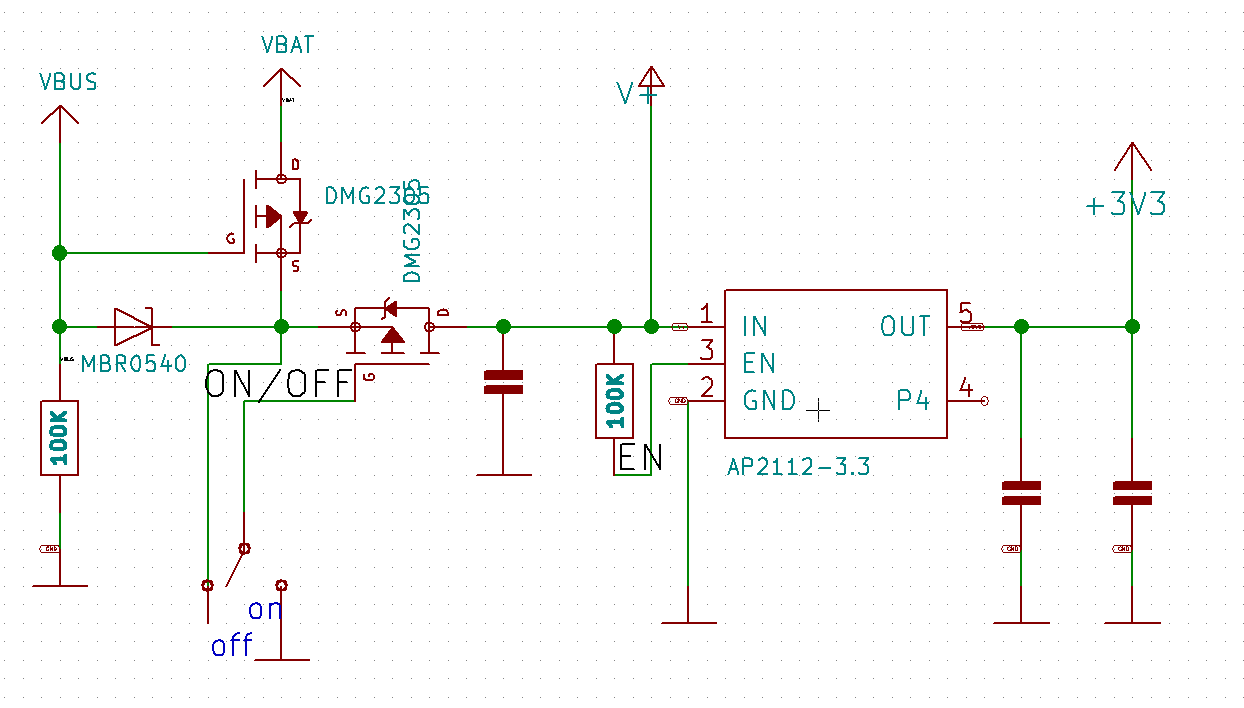 VBAT
VBUS
VBAT
V+
D
DMG2305
DMG2305
G
S
+3V3
S
D
1
IN
OUT
5
3
EN
2
GND
P4
4
VBUS
MBR0540
ON/OFF
G
100K
100K
EN
AP2112-3.3
GND
GND
GND
GND
on
off